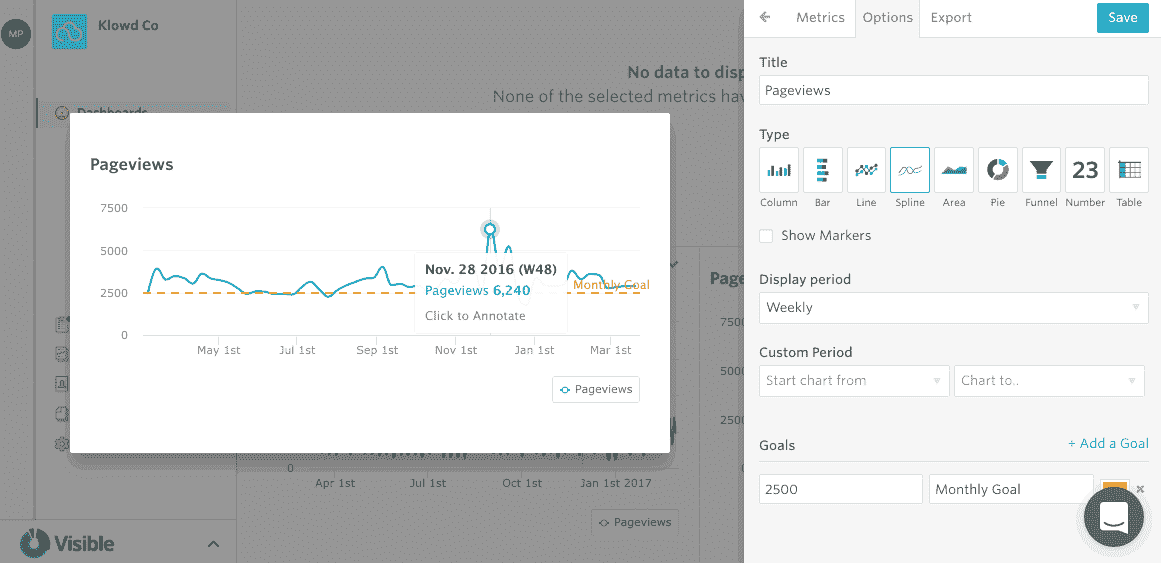 MP
Klowd Co
Dashboards
No data to disp
None of the selected metrics hav
Pageviews
7500
5000
2500
0
Nov. 28 2016 (W48)
Pageviews 6,240
Click to Annotate
Monthly Goal
May 1st
Jul 1st
Sep 1st
Nov 1st
Jan 1st
Mar 1st
Pageviews
0
Apr 1st
Jul 1st
Oct 1st
Jan 1st 2017
Pageviews
Pag
7500
5000
2500
Visible
Metrics
Options
Export
Save
Title
Pageviews
Type
23
Column
Bar
Line
Spline
Area
Pie
Funnel
Number
Table
Show Markers
Display period
Weekly
Custom Period
Start chart from
Chart to..
Goals
+ Add a Goal
2500
Monthly Goal